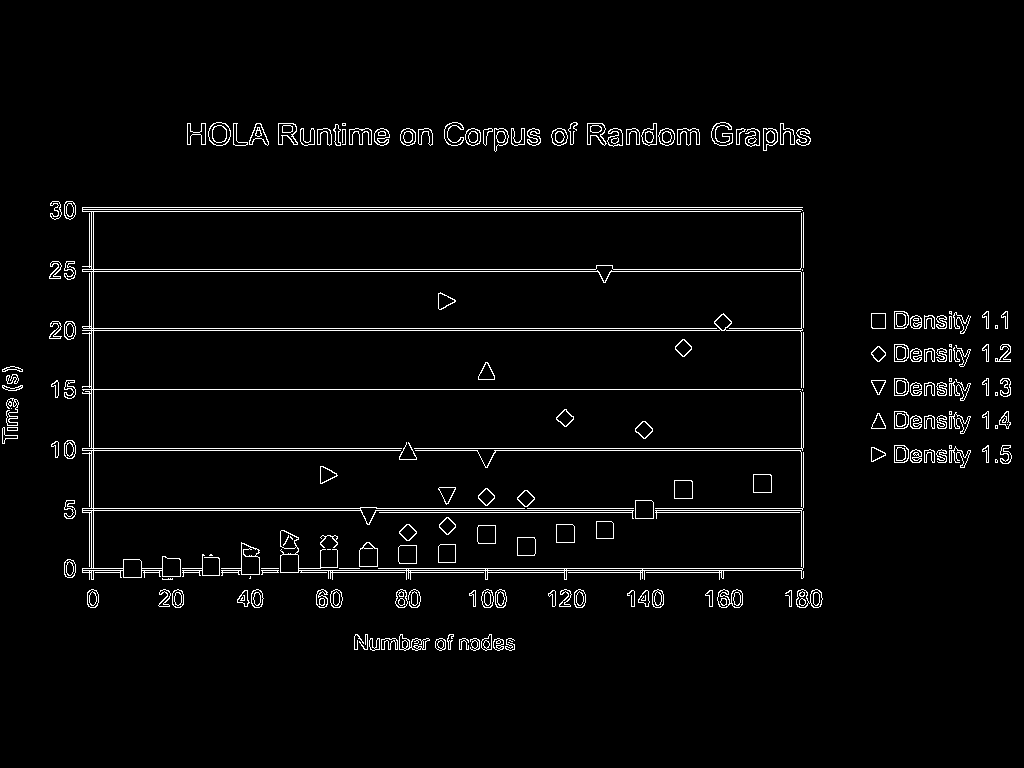 HOLA Runtime on Corpus of Random Graphs
30
25
20
15
10
5
0
Time (s)
0 20 40 60 80 100 120 140 160 180
Number of nodes
Density 1.1
Density 1.2
Density 1.3
Density 1.4
Density 1.5